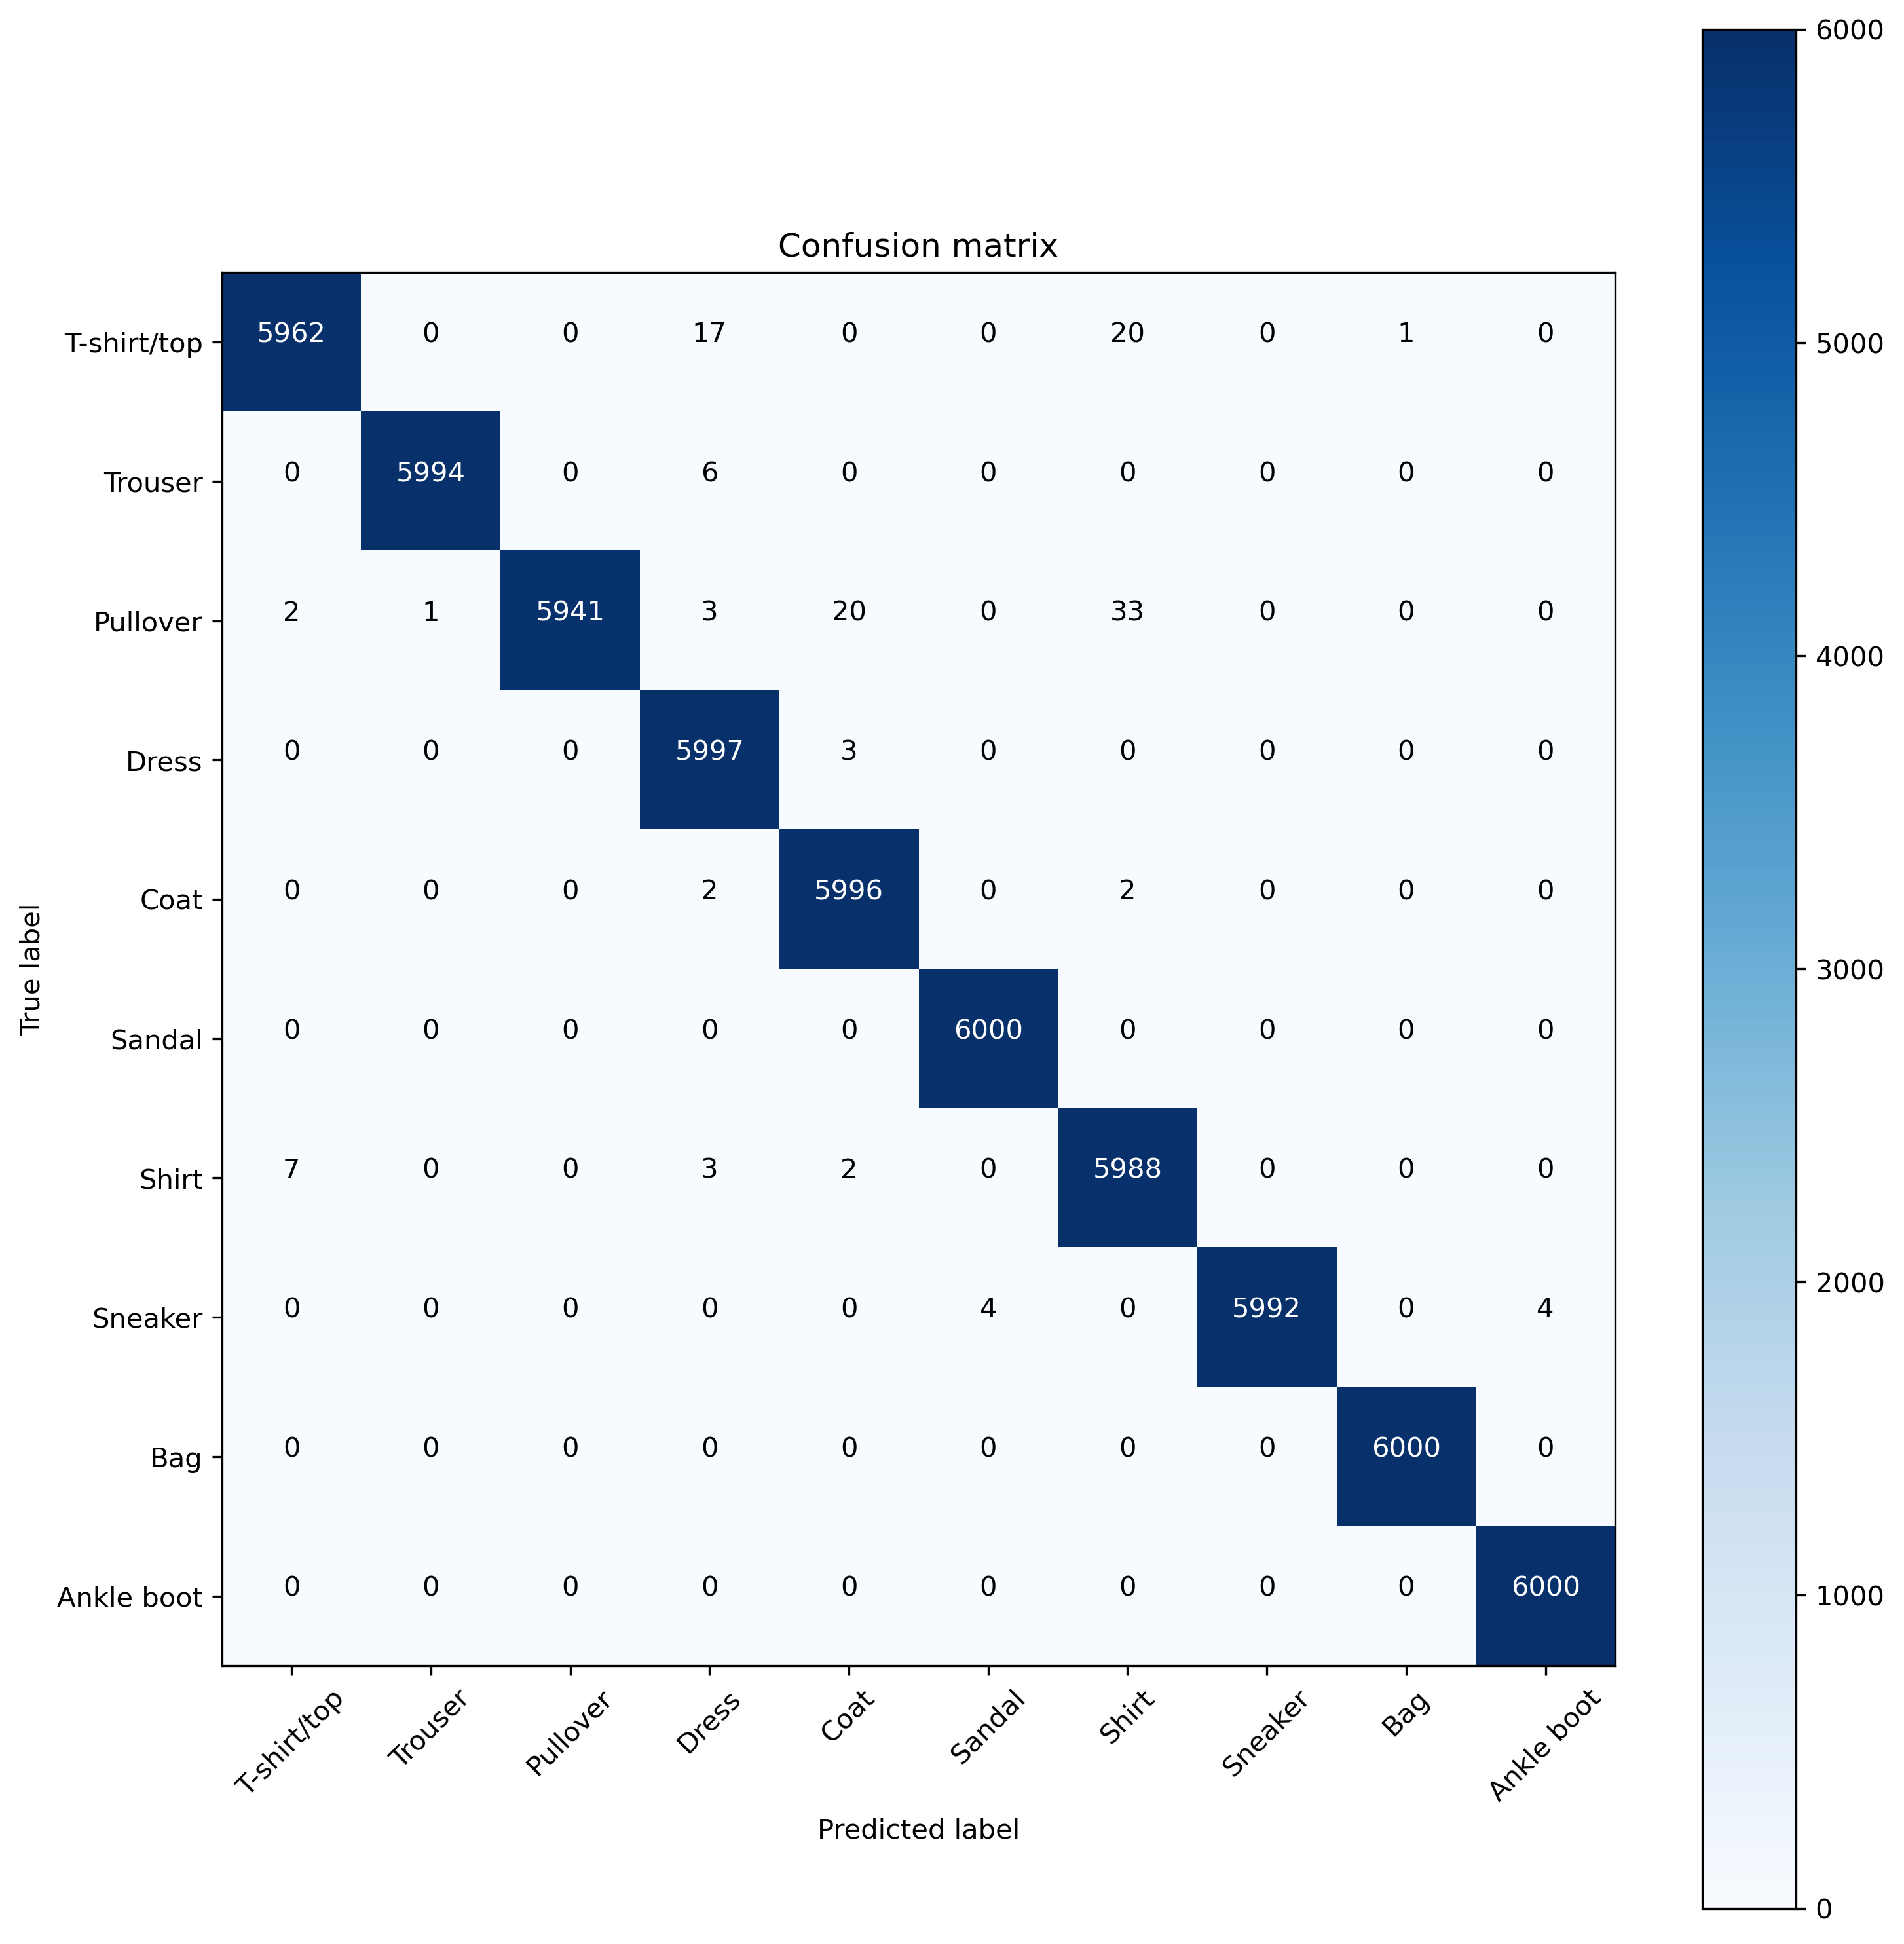 Confusion matrix
T-shirt/top 5962 0 0 17 0 0 20 0 1 0
Trouser 0 5994 0 6 0 0 0 0 0 0
Pullover 2 1 5941 3 20 0 33 0 0 0
Dress 0 0 0 5997 3 0 0 0 0 0
Coat 0 0 0 2 5996 0 2 0 0 0
Sandal 0 0 0 0 0 6000 0 0 0 0
Shirt 7 0 0 3 2 0 5988 0 0 0
Sneaker 0 0 0 0 0 4 0 5992 0 4
Bag 0 0 0 0 0 0 0 0 6000 0
Ankle boot 0 0 0 0 0 0 0 0 0 6000
True label
T-shirt/top Trouser Pullover Dress Coat Sandal Shirt Sneaker Bag Ankle boot
Predicted label
6000
5000
4000
3000
2000
1000
0